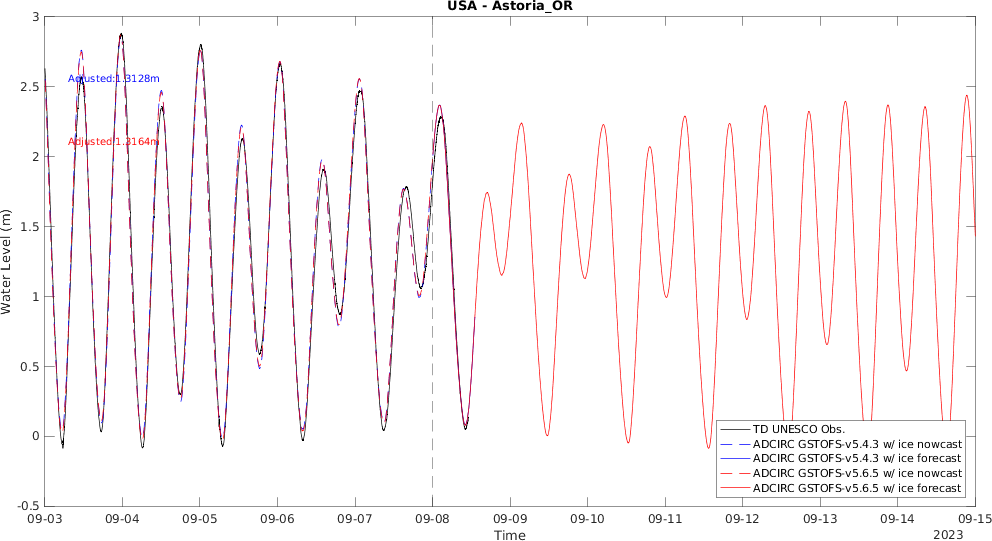 USA - Astoria_OR
3
2.5
2
1.5
1
0.5
0
-0.5
Water Level (m)
Adjusted:1.3128m
Adjusted:1.3164m
TD UNESCO Obs.
ADCIRC GSTOFS-v5.4.3 w/ ice nowcast
ADCIRC GSTOFS-v5.4.3 w/ ice forecast
ADCIRC GSTOFS-v5.6.5 w/ ice nowcast
ADCIRC GSTOFS-v5.6.5 w/ ice forecast
09-03 09-04 09-05 09-06 09-07 09-08 09-09 09-10 09-11 09-12 09-13 09-14 09-15
Time
2023